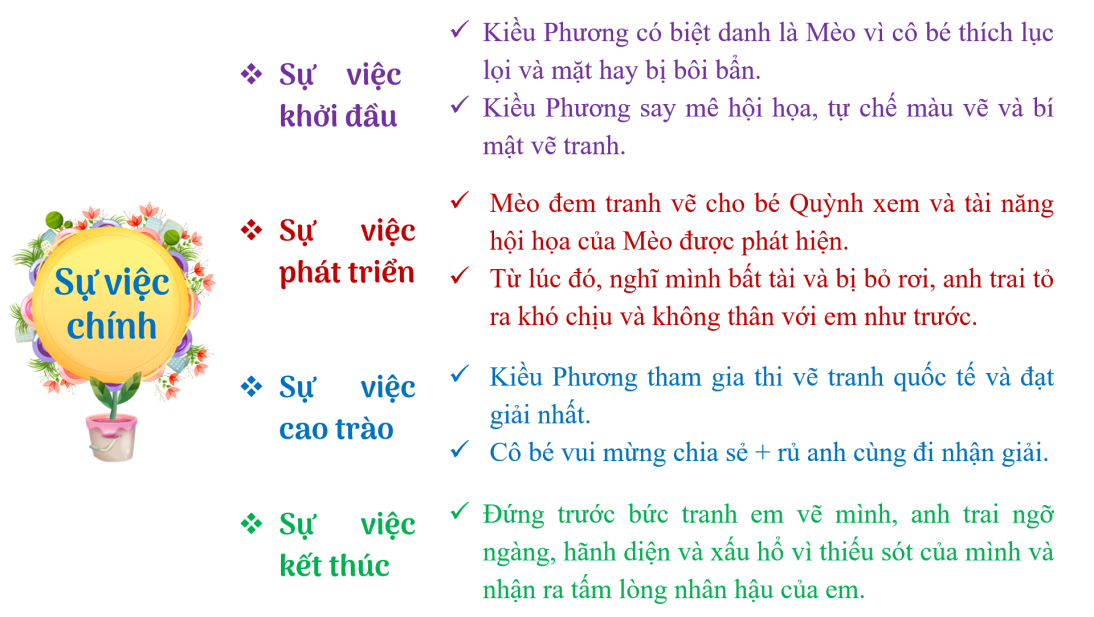 Sự việc
chính
❖ Sự việc
khởi đầu
✓ Kiều Phương có biệt danh là Mèo vì cô bé thích lục
lọi và mặt hay bị bôi bẩn.
✓ Kiều Phương say mê hội họa, tự chế màu vẽ và bí
mật vẽ tranh.
❖ Sự việc
phát triển
✓ Mèo đem tranh vẽ cho bé Quỳnh xem và tài năng
hội họa của Mèo được phát hiện.
✓ Từ lúc đó, nghĩ mình bất tài và bị bỏ rơi, anh trai tỏ
ra khó chịu và không thân với em như trước.
❖ Sự việc
cao trào
✓ Kiều Phương tham gia thi vẽ tranh quốc tế và đạt
giải nhất.
✓ Cô bé vui mừng chia sẻ + rủ anh cùng đi nhận giải.
❖ Sự việc
kết thúc
✓ Đứng trước bức tranh em vẽ mình, anh trai ngỡ
ngàng, hãnh diện và xấu hổ vì thiếu sót của mình và
nhận ra tấm lòng nhân hậu của em.